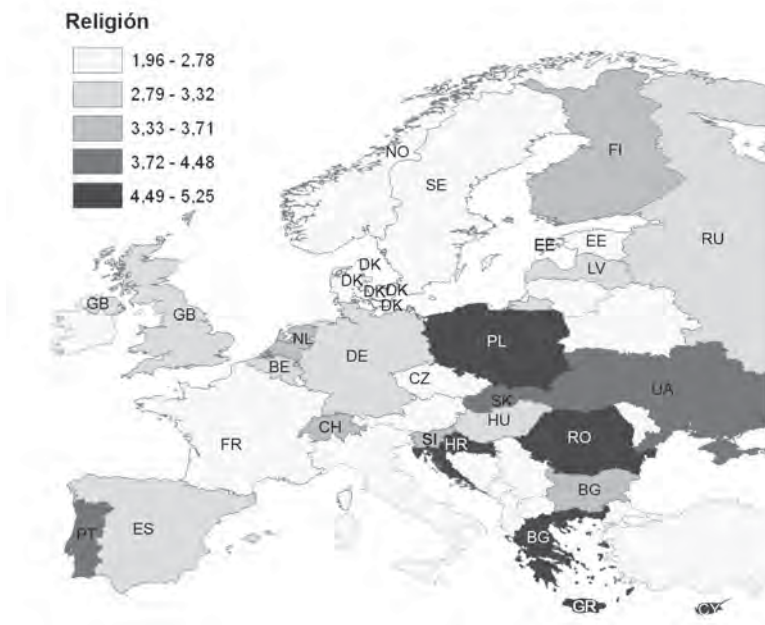 Religión
1.96 - 2.78
2,79 - 3,32
3,33 - 3.71
3,72 - 4,48
4,49 - 5,25
NO
SE
FI
RU
EE
EE
LV
DK
DK
DK
DK
DK
GB
GB
NL
BE
DE
PL
CZ
SK
UA
FR
CH
HU
SI
HR
RO
BG
PT
ES
BG
GR
CY